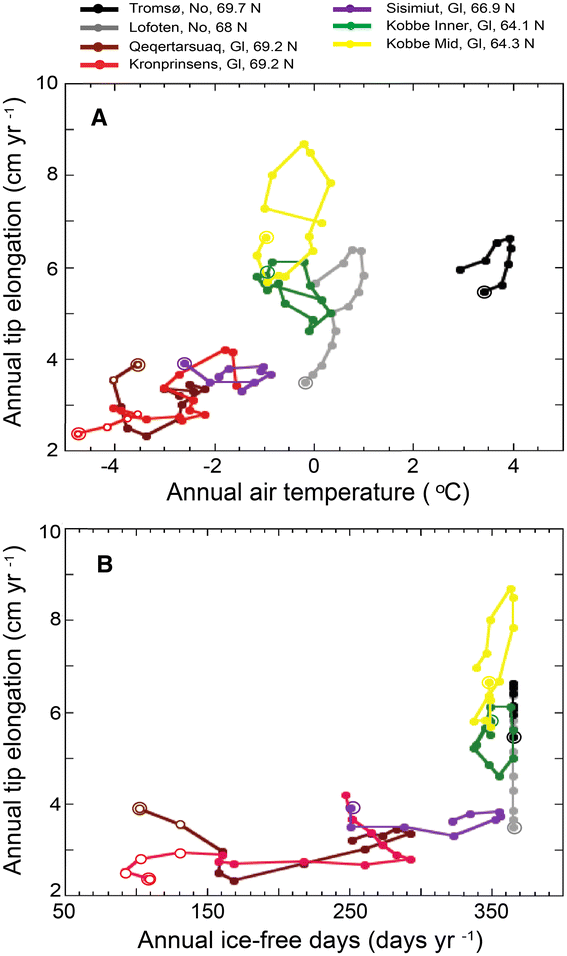 Tromsø, No, 69.7 N
Lofoten, No, 68 N
Qeqertarsuaq, Gl, 69.2 N
Kronprinsens, Gl, 69.2 N
Sisimiut, Gl, 66.9 N
Kobbe Inner, Gl, 64.1 N
Kobbe Mid, Gl, 64.3 N
A
Annual tip elongation (cm yr -1)
10
8
6
4
2
-4 -2 0 2 4
Annual air temperature ( ºC)
B
Annual tip elongation (cm yr -1)
10
8
6
4
2
50 150 250 350
Annual ice-free days (days yr -1)